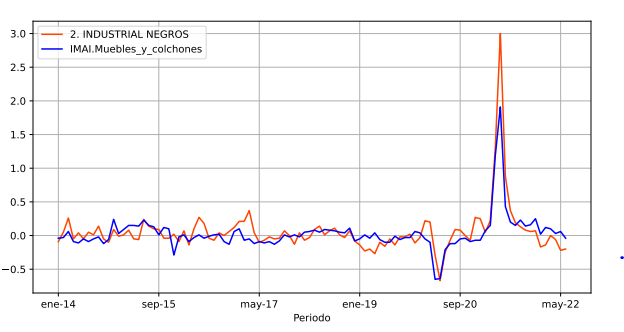 3.0
2.5
2.0
1.5
1.0
0.5
0.0
−0.5
2. INDUSTRIAL NEGROS
IMAI.Muebles_y_colchones
ene-14 sep-15 may-17 ene-19 sep-20 may-22
Periodo